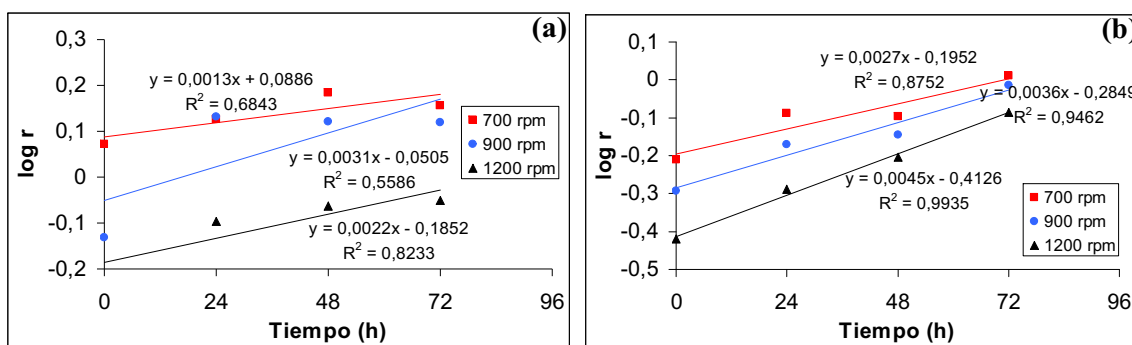 (a)
0,3
0,2
0,1
0
-0,1
-0,2
log r
y = 0,0013x + 0,0886
R² = 0,6843
y = 0,0031x - 0,0505
R² = 0,5586
y = 0,0022x - 0,1852
R² = 0,8233
700 rpm
900 rpm
1200 rpm
0 24 48 72 96
Tiempo (h)
(b)
0,1
0
-0,1
-0,2
-0,3
-0,4
-0,5
log r
y = 0,0027x - 0,1952
R² = 0,8752
y = 0,0036x - 0,2849
R² = 0,9462
y = 0,0045x - 0,4126
R² = 0,9935
700 rpm
900 rpm
1200 rpm
0 24 48 72 96
Tiempo (h)